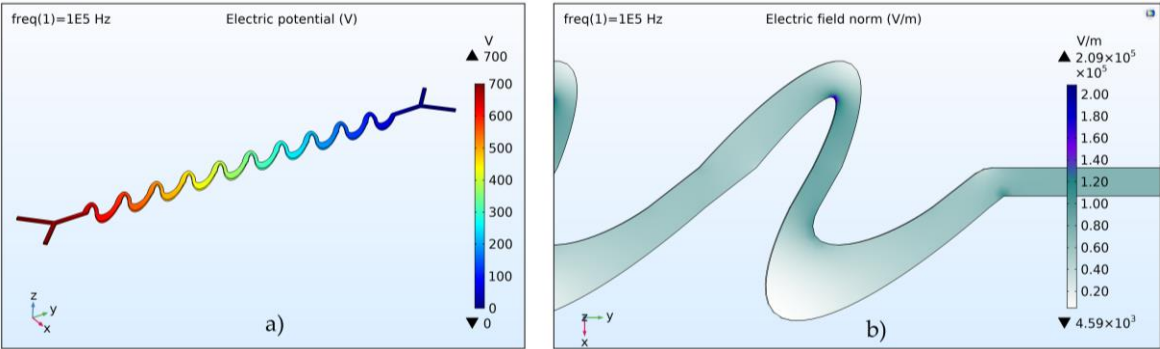 freq(1)=1E5 Hz Electric potential (V)
V
▲ 700
700
600
500
400
300
200
100
0
▼ 0
z
y
x
a)
freq(1)=1E5 Hz Electric field norm (V/m)
V/m
▲ 2.09×10⁵
×10⁵
2.00
1.80
1.60
1.40
1.20
1.00
0.80
0.60
0.40
0.20
▼ 4.59×10³
z y
x
b)